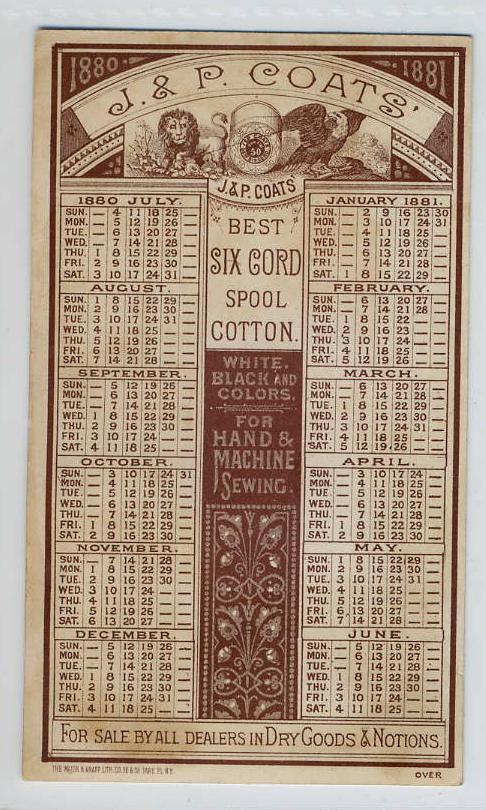 1880 · · 1881
J. & P. COATS'
J. & P. COATS'
1880 JULY.
SUN. — 4 11 18 25 —
MON. — 5 12 19 26 —
TUE. — 6 13 20 27 —
WED. — 7 14 21 28 —
THU. 1 8 15 22 29 —
FRI. 2 9 16 23 30 —
SAT. 3 10 17 24 31 —
AUGUST.
SUN. 1 8 15 22 29 —
MON. 2 9 16 23 30 —
TUE. 3 10 17 24 31 —
WED. 4 11 18 25 — —
THU. 5 12 19 26 — —
FRI. 6 13 20 27 — —
SAT. 7 14 21 28 — —
SEPTEMBER.
SUN. — 5 12 19 26 —
MON. — 6 13 20 27 —
TUE. — 7 14 21 28 —
WED. 1 8 15 22 29 —
THU. 2 9 16 23 30 —
FRI. 3 10 17 24 — —
SAT. 4 11 18 25 — —
OCTOBER.
SUN. — 3 10 17 24 31
MON. — 4 11 18 25 —
TUE. — 5 12 19 26 —
WED. — 6 13 20 27 —
THU. — 7 14 21 28 —
FRI. 1 8 15 22 29 —
SAT. 2 9 16 23 30 —
NOVEMBER.
SUN. — 7 14 21 28 —
MON. 1 8 15 22 29 —
TUE. 2 9 16 23 30 —
WED. 3 10 17 24 — —
THU. 4 11 18 25 — —
FRI. 5 12 19 26 — —
SAT. 6 13 20 27 — —
DECEMBER.
SUN. — 5 12 19 26 —
MON. — 6 13 20 27 —
TUE. — 7 14 21 28 —
WED. 1 8 15 22 29 —
THU. 2 9 16 23 30 —
FRI. 3 10 17 24 31 —
SAT. 4 11 18 25 — —
BEST
SIX CORD
SPOOL
COTTON.
WHITE.
BLACK AND
COLORS.
FOR
HAND &
MACHINE
SEWING.
JANUARY 1881.
SUN. — 2 9 16 23 30
MON. — 3 10 17 24 31
TUE. — 4 11 18 25 —
WED. — 5 12 19 26 —
THU. — 6 13 20 27 —
FRI. — 7 14 21 28 —
SAT. 1 8 15 22 29 —
FEBRUARY.
SUN. — 6 13 20 27 —
MON. — 7 14 21 28 —
TUE. 1 8 15 22 — —
WED. 2 9 16 23 — —
THU. 3 10 17 24 — —
FRI. 4 11 18 25 — —
SAT. 5 12 19 26 — —
MARCH.
SUN. — 6 13 20 27 —
MON. — 7 14 21 28 —
TUE. 1 8 15 22 29 —
WED. 2 9 16 23 30 —
THU. 3 10 17 24 31 —
FRI. 4 11 18 25 — —
SAT. 5 12 19 26 — —
APRIL.
SUN. — 3 10 17 24 —
MON. — 4 11 18 25 —
TUE. — 5 12 19 26 —
WED. — 6 13 20 27 —
THU. — 7 14 21 28 —
FRI. 1 8 15 22 29 —
SAT. 2 9 16 23 30 —
MAY.
SUN. 1 8 15 22 29 —
MON. 2 9 16 23 30 —
TUE. 3 10 17 24 31 —
WED. 4 11 18 25 — —
THU. 5 12 19 26 — —
FRI. 6 13 20 27 — —
SAT. 7 14 21 28 — —
JUNE.
SUN. — 5 12 19 26 —
MON. — 6 13 20 27 —
TUE. — 7 14 21 28 —
WED. 1 8 15 22 29 —
THU. 2 9 16 23 30 —
FRI. 3 10 17 24 — —
SAT. 4 11 18 25 — —
FOR SALE BY ALL DEALERS IN DRY GOODS & NOTIONS.
THE & KNAPP LITH. CO. N.Y.
OVER